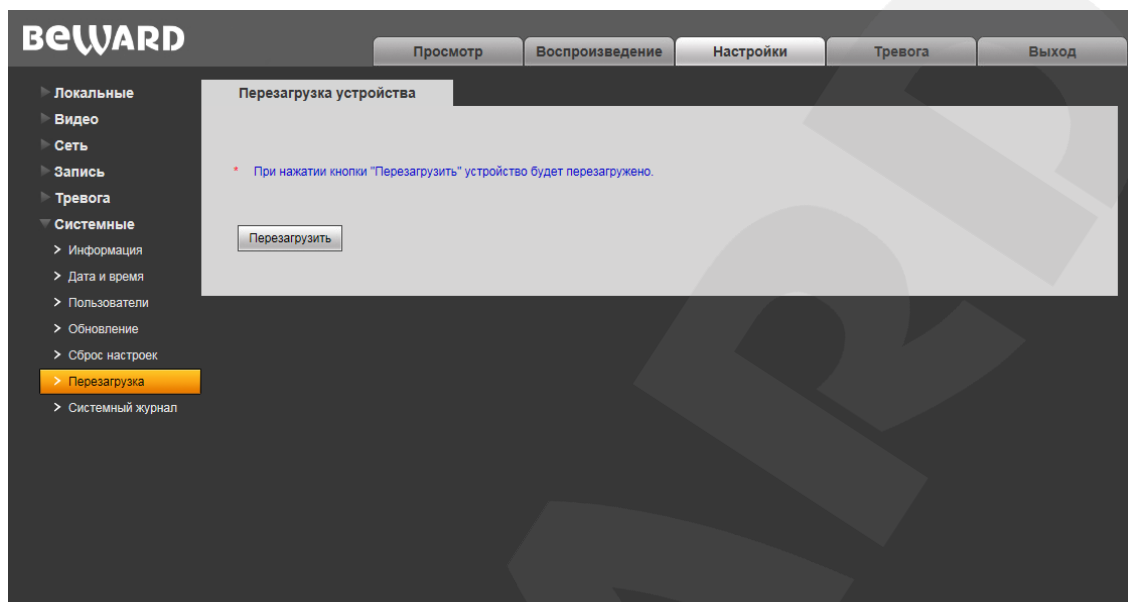 BEWARD
Просмотр Воспроизведение Настройки Тревога Выход
Локальные
Видео
Сеть
Запись
Тревога
Системные
> Информация
> Дата и время
> Пользователи
> Обновление
> Сброс настроек
> Перезагрузка
> Системный журнал
Перезагрузка устройства
* При нажатии кнопки "Перезагрузить" устройство будет перезагружено.
Перезагрузить